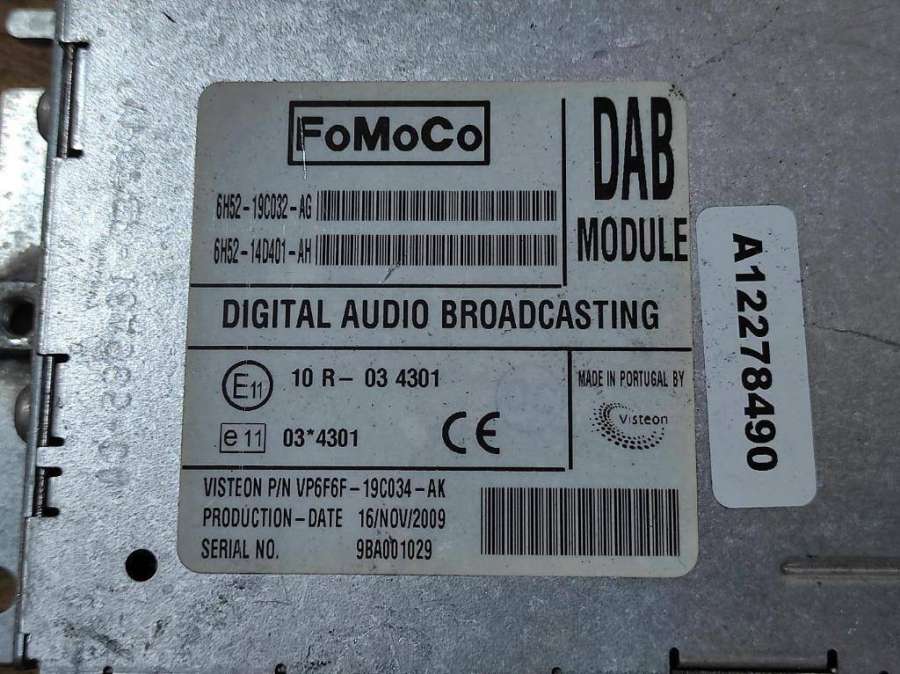 FoMoCo
DAB
MODULE
6H52-19C032-AG
6H52-14D401-AH
DIGITAL AUDIO BROADCASTING
E11 10 R- 03 4301
e 11 03*4301
CE
MADE IN PORTUGAL BY
Visteon
VISTEON P/N VP6F6F-19C034-AK
PRODUCTION-DATE 16/NOV/2009
SERIAL NO. 9BA001029
A12278490